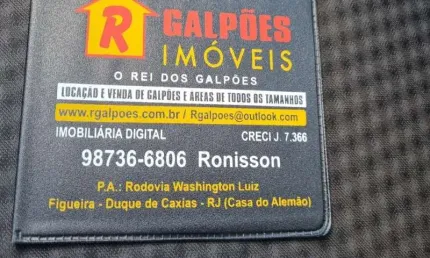 R GALPÕES
IMÓVEIS
O REI DOS GALPÕES
LOCAÇÃO E VENDA DE GALPÕES E AREAS DE TODOS OS TAMANHOS
www.rgalpoes.com.br / Rgalpoes@outlook.com
IMOBILIÁRIA DIGITAL CRECI J. 7.366
98736-6806 Ronisson
P.A.: Rodovia Washington Luiz
Figueira - Duque de Caxias - RJ (Casa do Alemão)